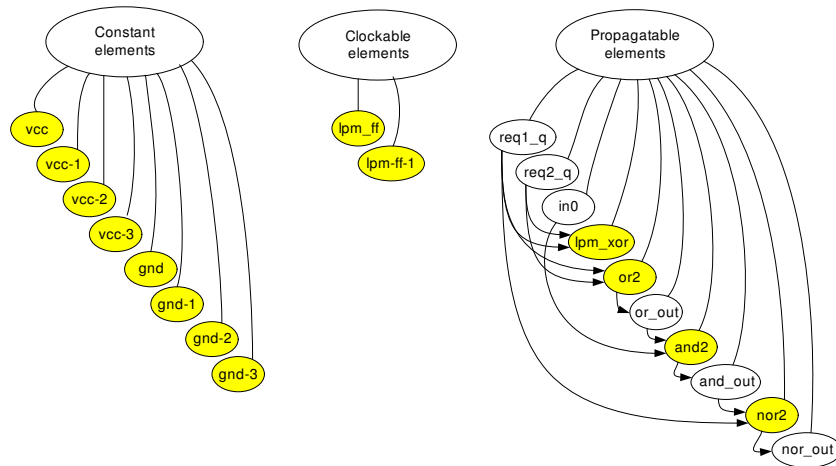 Constant
elements
Clockable
elements
Propagatable
elements
vcc
vcc-1
vcc-2
vcc-3
gnd
gnd-1
gnd-2
gnd-3
lpm_ff
lpm-ff-1
req1_q
req2_q
in0
lpm_xor
or2
or_out
and2
and_out
nor2
nor_out